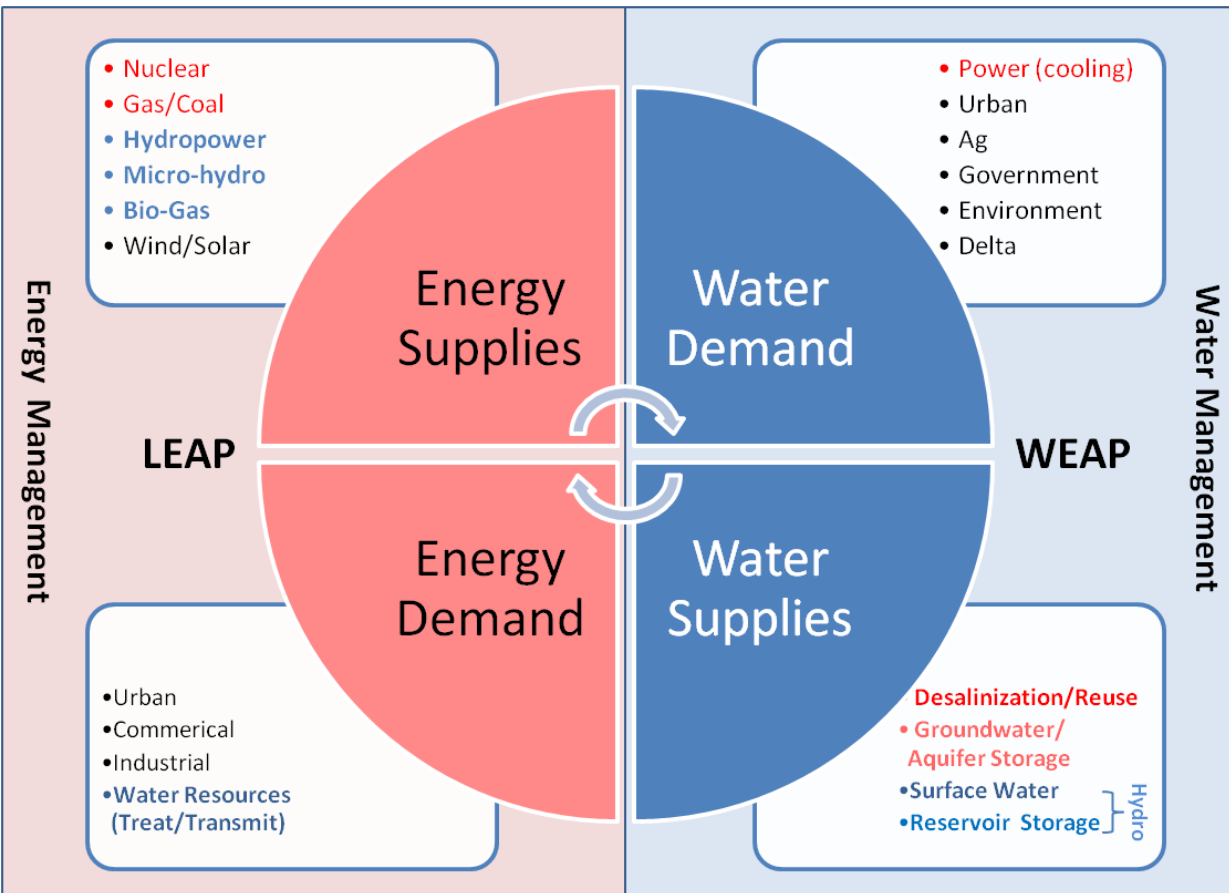 • Nuclear
• Gas/Coal
• Hydropower
• Micro-hydro
• Bio-Gas
• Wind/Solar
• Power (cooling)
• Urban
• Ag
• Government
• Environment
• Delta
Energy
Supplies
Water
Demand
Energy Management
LEAP
WEAP
Water Management
Energy
Demand
Water
Supplies
•Urban
•Commerical
•Industrial
•Water Resources
(Treat/Transmit)
• Desalinization/Reuse
• Groundwater/
Aquifer Storage
•Surface Water
•Reservoir Storage
Hydro